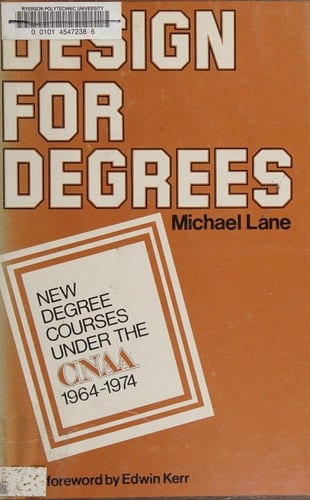 RYERSON POLYTECHNIC UNIVERSITY
0 0101 4547238 6
DESIGN
FOR
DEGREES
Michael Lane
NEW
DEGREE
COURSES
UNDER THE
CNAA
1964-1974
foreword by Edwin Kerr